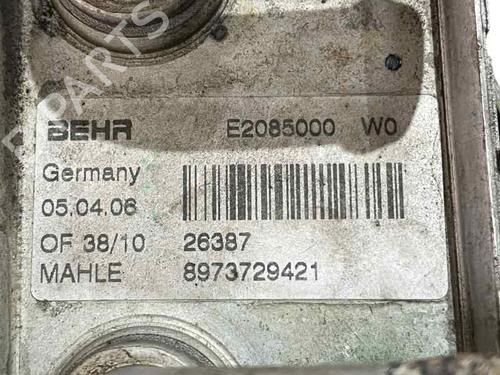 BEHR E2085000 W0
Germany
05.04.06
OF 38/10 26387
MAHLE 8973729421
PARTS